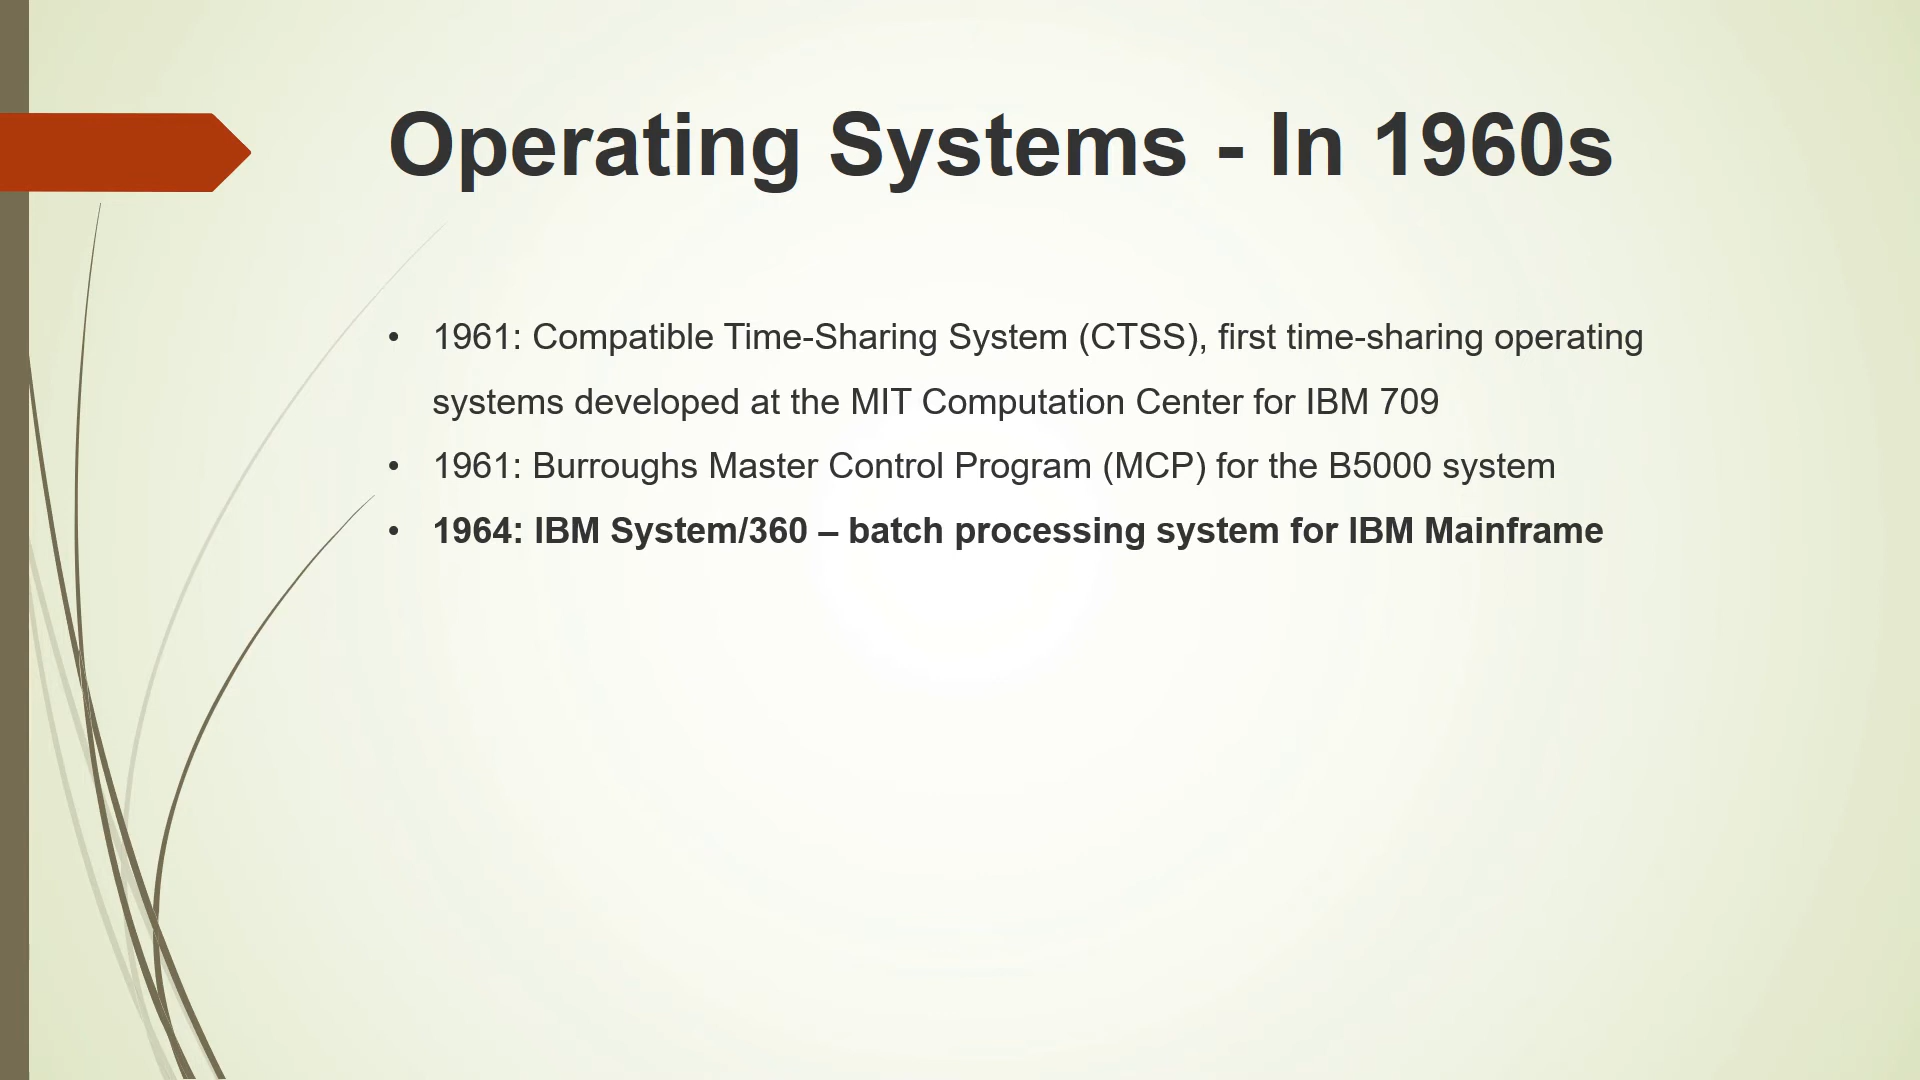 Operating Systems - In 1960s
• 1961: Compatible Time-Sharing System (CTSS), first time-sharing operating
systems developed at the MIT Computation Center for IBM 709
• 1961: Burroughs Master Control Program (MCP) for the B5000 system
• 1964: IBM System/360 – batch processing system for IBM Mainframe